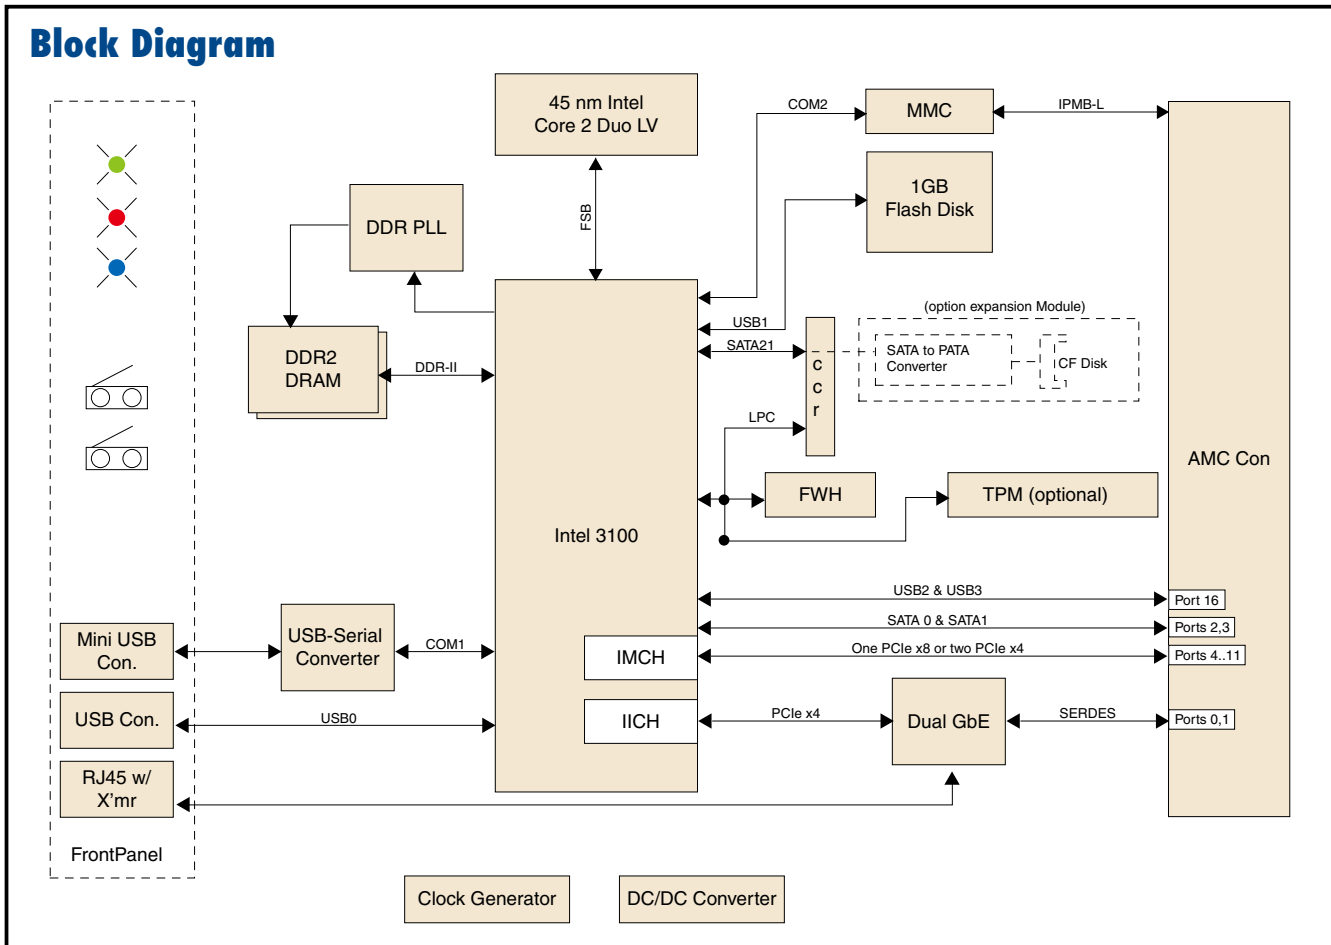 Block Diagram
45 nm Intel
Core 2 Duo LV
COM2
MMC
IPMB-L
1GB
Flash Disk
DDR PLL
FSB
(option expansion Module)
USB1
SATA21
SATA to PATA
Converter
CF Disk
c
c
r
DDR2
DRAM
DDR-II
LPC
AMC Con
FWH
TPM (optional)
Intel 3100
USB2 & USB3
Port 16
SATA 0 & SATA1
Ports 2,3
Mini USB
Con.
USB-Serial
Converter
COM1
IMCH
One PCIe x8 or two PCIe x4
Ports 4..11
USB Con.
USB0
IICH
PCIe x4
Dual GbE
SERDES
Ports 0,1
RJ45 w/
X'mr
FrontPanel
Clock Generator
DC/DC Converter